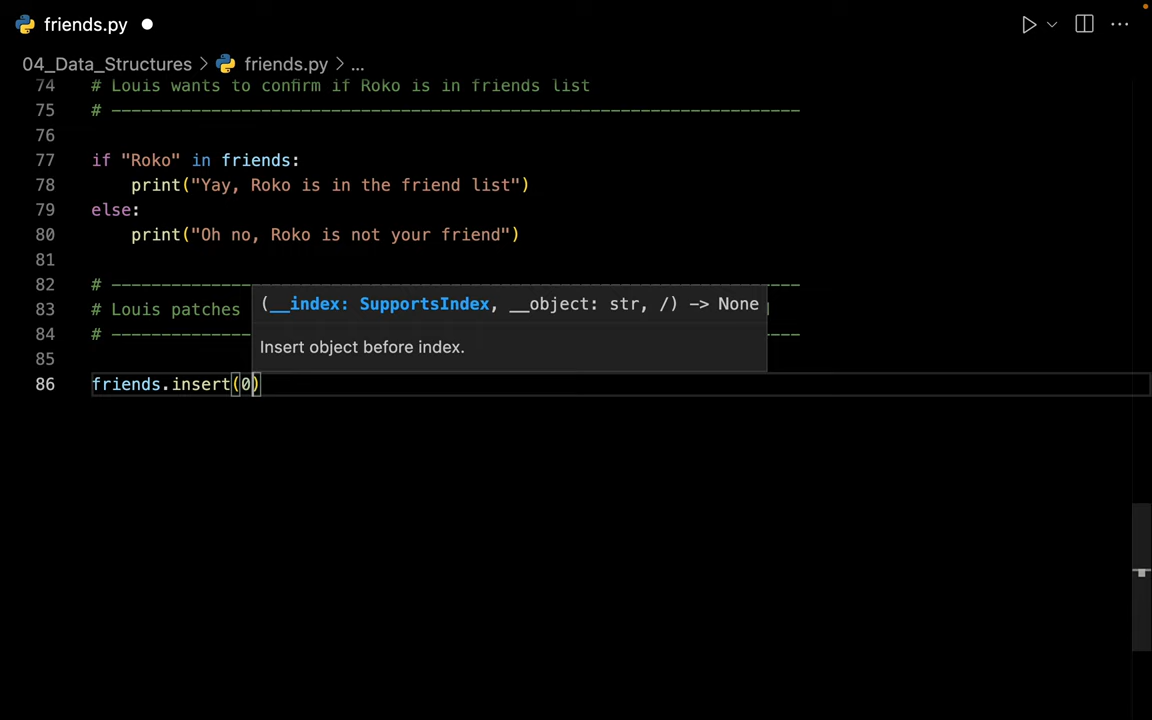 friends.py
04_Data_Structures > friends.py > ...
74 # Louis wants to confirm if Roko is in friends list
75 # ---------------------------------------------------------------------
76
77 if "Roko" in friends:
78 print("Yay, Roko is in the friend list")
79 else:
80 print("Oh no, Roko is not your friend")
81
82 # ---------------------------------------------------------------------
(__index: SupportsIndex, __object: str, /) -> None
83 # Louis patches
84 # ---------------------------------------------------------------------
Insert object before index.
85
86 friends.insert(0)